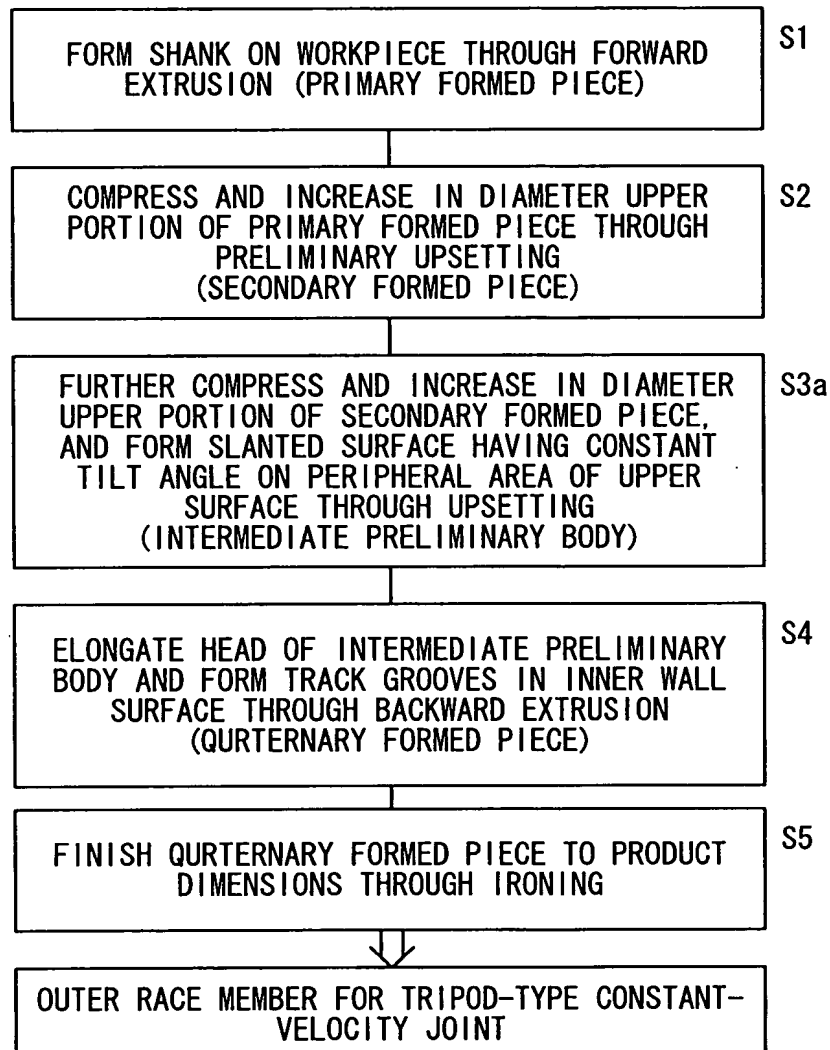 FORM SHANK ON WORKPIECE THROUGH FORWARD
EXTRUSION (PRIMARY FORMED PIECE)
S1
COMPRESS AND INCREASE IN DIAMETER UPPER
PORTION OF PRIMARY FORMED PIECE THROUGH
PRELIMINARY UPSETTING
(SECONDARY FORMED PIECE)
S2
FURTHER COMPRESS AND INCREASE IN DIAMETER
UPPER PORTION OF SECONDARY FORMED PIECE,
AND FORM SLANTED SURFACE HAVING CONSTANT
TILT ANGLE ON PERIPHERAL AREA OF UPPER
SURFACE THROUGH UPSETTING
(INTERMEDIATE PRELIMINARY BODY)
S3a
ELONGATE HEAD OF INTERMEDIATE PRELIMINARY
BODY AND FORM TRACK GROOVES IN INNER WALL
SURFACE THROUGH BACKWARD EXTRUSION
(QURTERNARY FORMED PIECE)
S4
FINISH QURTERNARY FORMED PIECE TO PRODUCT
DIMENSIONS THROUGH IRONING
S5
OUTER RACE MEMBER FOR TRIPOD-TYPE CONSTANT-
VELOCITY JOINT